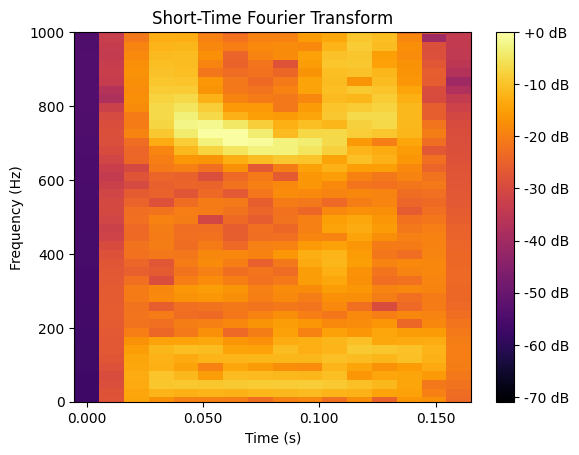 Short-Time Fourier Transform
Frequency (Hz)
1000
800
600
400
200
0
0.000
0.050
0.100
0.150
Time (s)
+0 dB
-10 dB
-20 dB
-30 dB
-40 dB
-50 dB
-60 dB
-70 dB